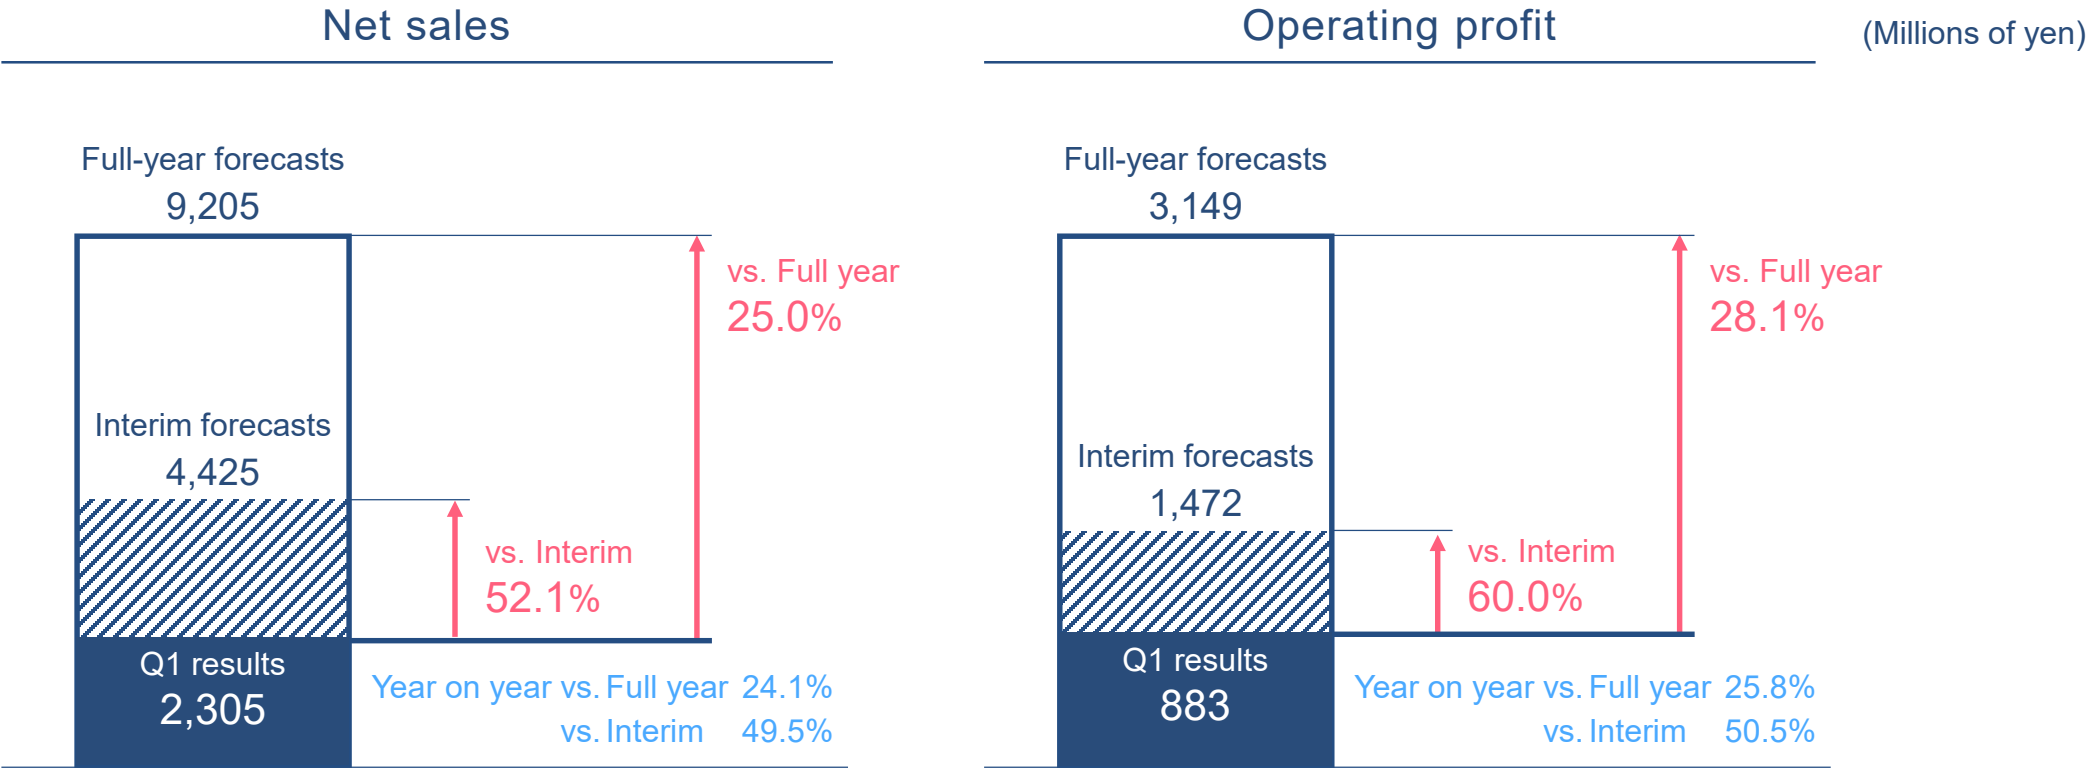 Net sales
Full-year forecasts
9,205
vs. Full year
25.0%
Interim forecasts
4,425
vs. Interim
52.1%
Q1 results
2,305
Year on year vs. Full year 24.1%
vs. Interim 49.5%
Operating profit
(Millions of yen)
Full-year forecasts
3,149
vs. Full year
28.1%
Interim forecasts
1,472
vs. Interim
60.0%
Q1 results
883
Year on year vs. Full year 25.8%
vs. Interim 50.5%